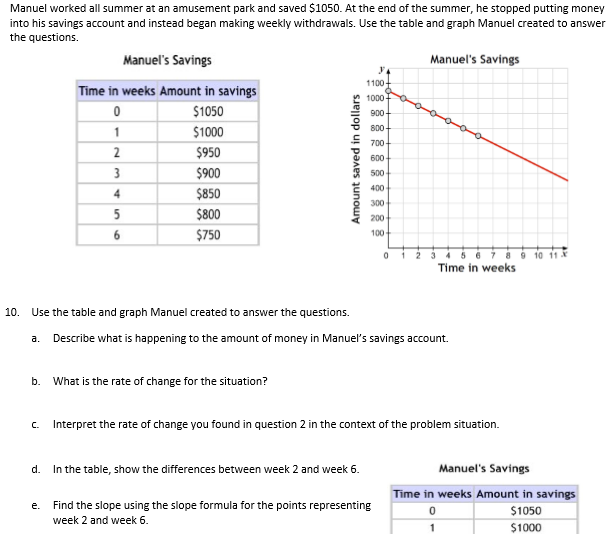 Manuel worked all summer at an amusement park and saved $1050. At the end of the summer, he stopped putting money
into his savings account and instead began making weekly withdrawals. Use the table and graph Manuel created to answer
the questions.
Manuel's Savings
Time in weeks Amount in savings
0 $1050
1 $1000
2 $950
3 $900
4 $850
5 $800
6 $750
Manuel's Savings
y
1100
1000
900
800
700
600
500
400
300
200
100
0 1 2 3 4 5 6 7 8 9 10 11 x
Amount saved in dollars
Time in weeks
10. Use the table and graph Manuel created to answer the questions.
a. Describe what is happening to the amount of money in Manuel's savings account.
b. What is the rate of change for the situation?
c. Interpret the rate of change you found in question 2 in the context of the problem situation.
d. In the table, show the differences between week 2 and week 6.
e. Find the slope using the slope formula for the points representing
week 2 and week 6.
Manuel's Savings
Time in weeks Amount in savings
0 $1050
1 $1000